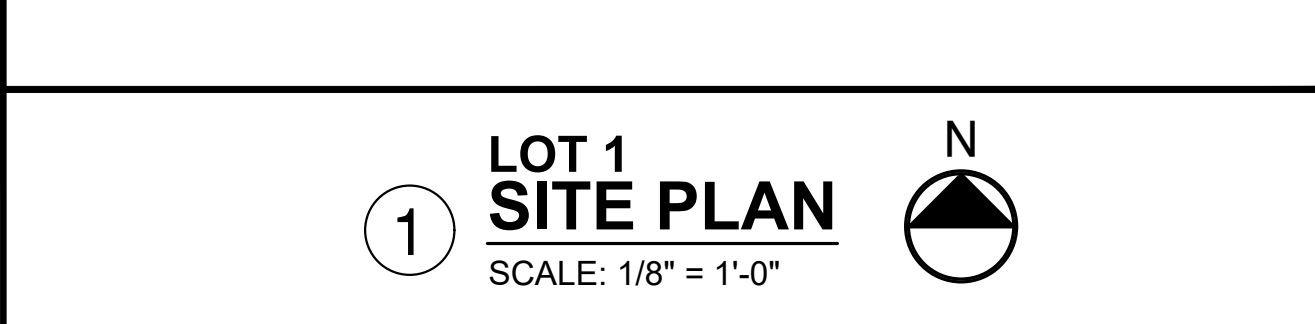 1
LOT 1
SITE PLAN
SCALE: 1/8" = 1'-0"
N